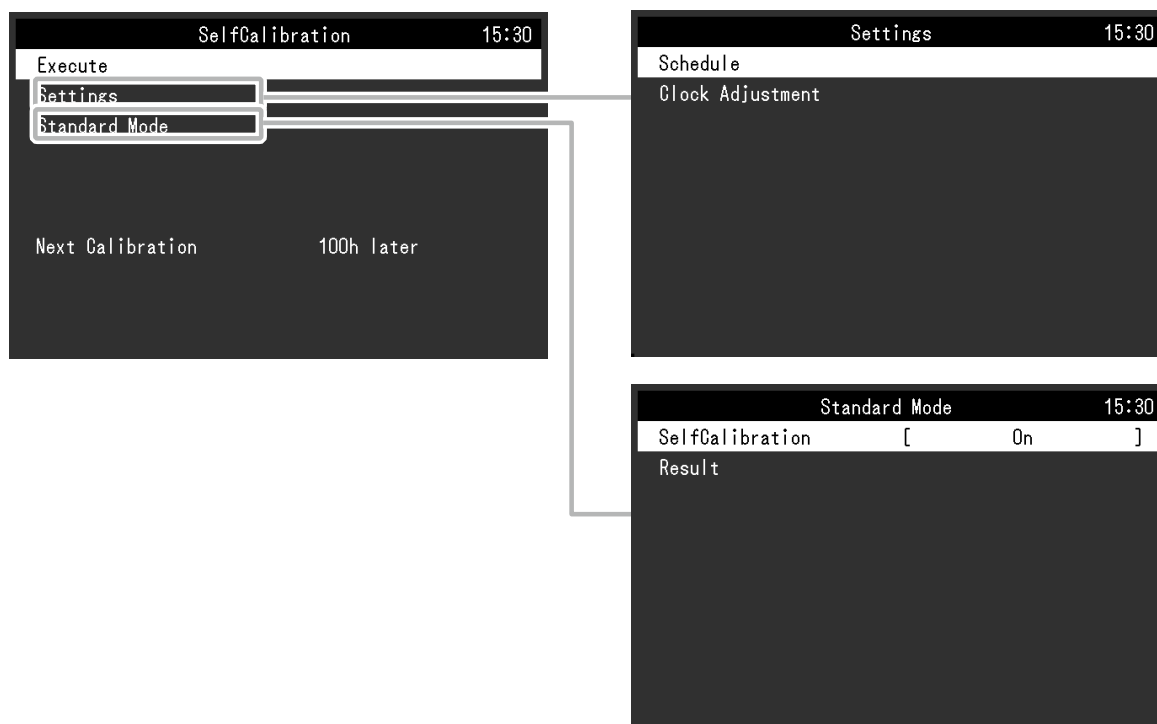 SelfCalibration 15:30
Execute
Settings
Standard Mode
Next Calibration 100h later
Settings 15:30
Schedule
Clock Adjustment
Standard Mode 15:30
SelfCalibration [ On ]
Result